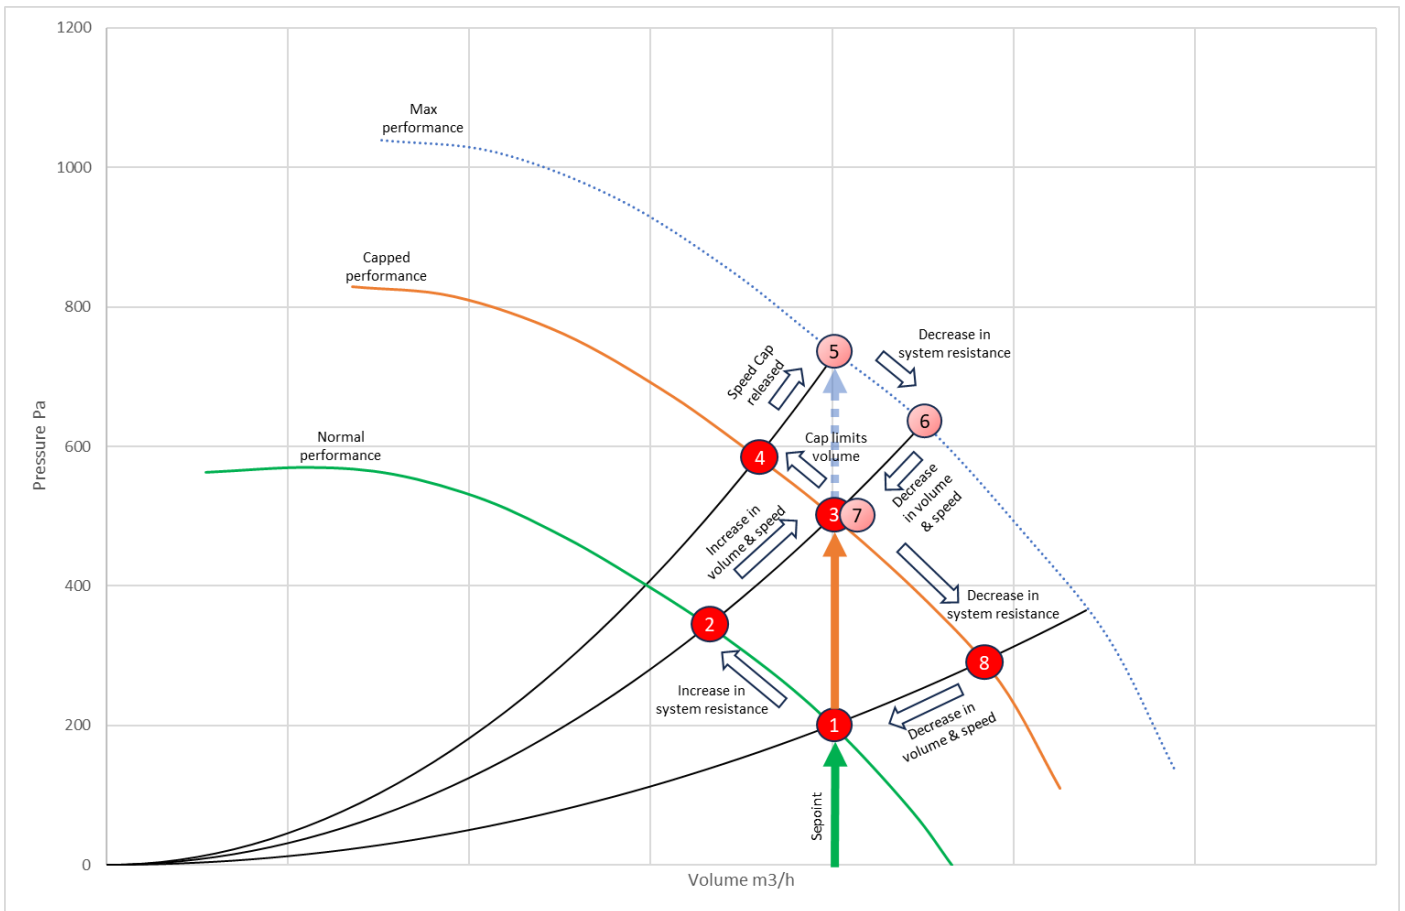 1200
Max
performance
1000
Capped
performance
800
5
Decrease in
system resistance
Speed Cap
released
6
Normal
performance
600
Cap limits
volume
4
Decrease
in volume
& speed
Pressure Pa
3
7
Increase in
volume & speed
400
Decrease in
system resistance
2
8
Increase in
system resistance
200
1
Decrease in
volume & speed
Sepoint
0
Volume m3/h